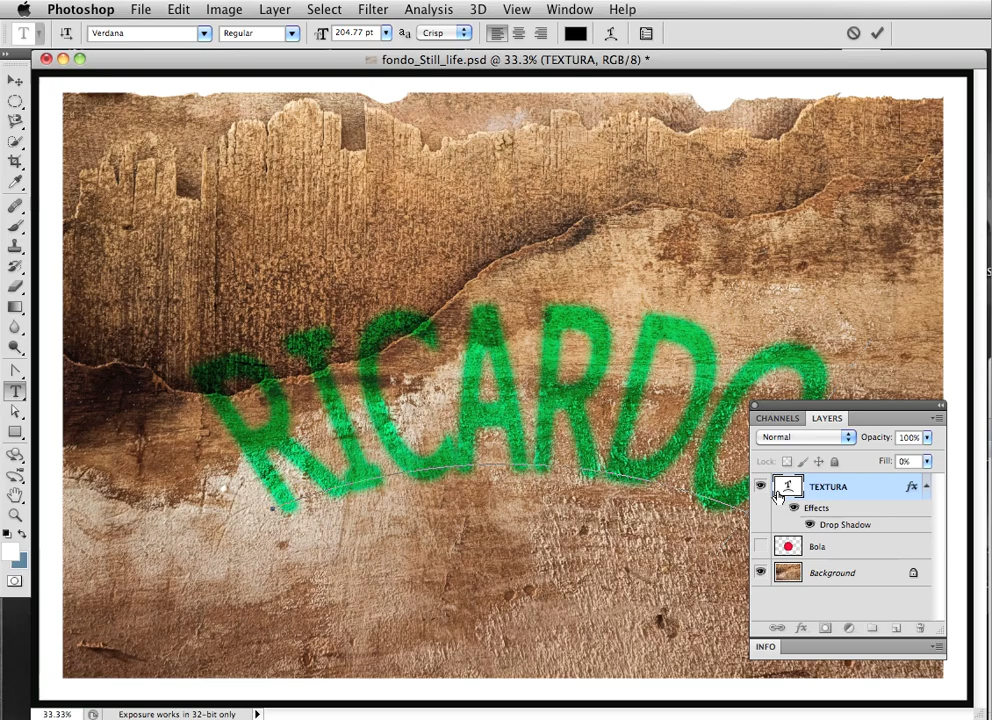 Photoshop File Edit Image Layer Select Filter Analysis 3D View Window Help
T Verdana Regular 204.77 pt aa Crisp
fondo_Still_life.psd @ 33.3% (TEXTURA, RGB/8) *
RICARDO
CHANNELS LAYERS
Normal Opacity: 100%
Lock: Fill: 0%
TEXTURA fx
Effects
Drop Shadow
Bola
Background
fx
INFO
33.33% Exposure works in 32-bit only